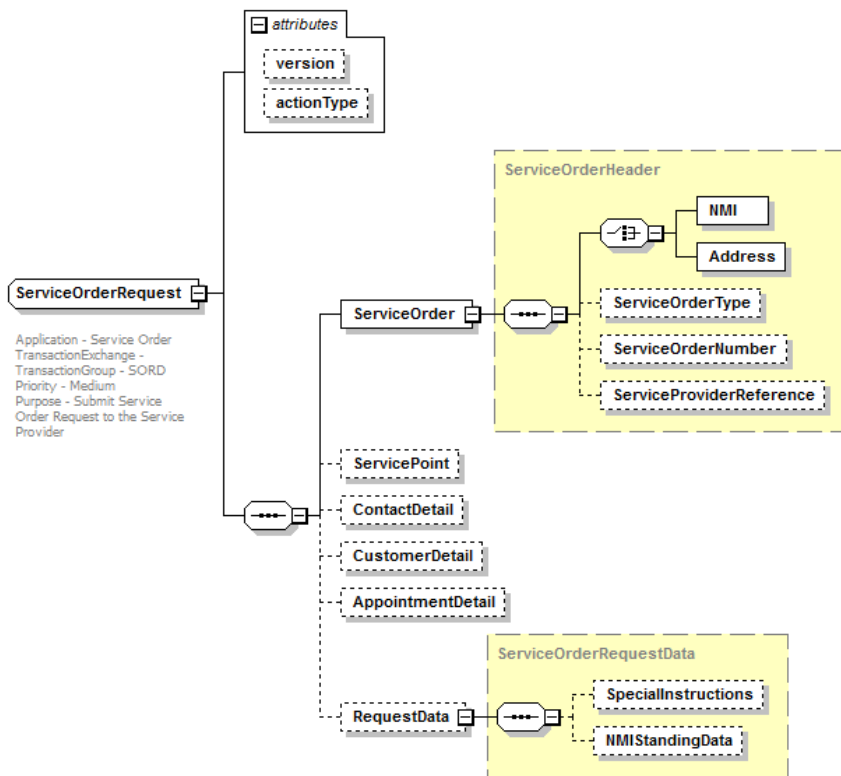 attributes
version
actionType
ServiceOrderHeader
NMI
Address
ServiceOrderRequest
ServiceOrder
ServiceOrderType
ServiceOrderNumber
ServiceProviderReference
Application - Service Order
TransactionExchange -
TransactionGroup - SORD
Priority - Medium
Purpose - Submit Service
Order Request to the Service
Provider
ServicePoint
ContactDetail
CustomerDetail
AppointmentDetail
ServiceOrderRequestData
RequestData
SpecialInstructions
NMIStandingData